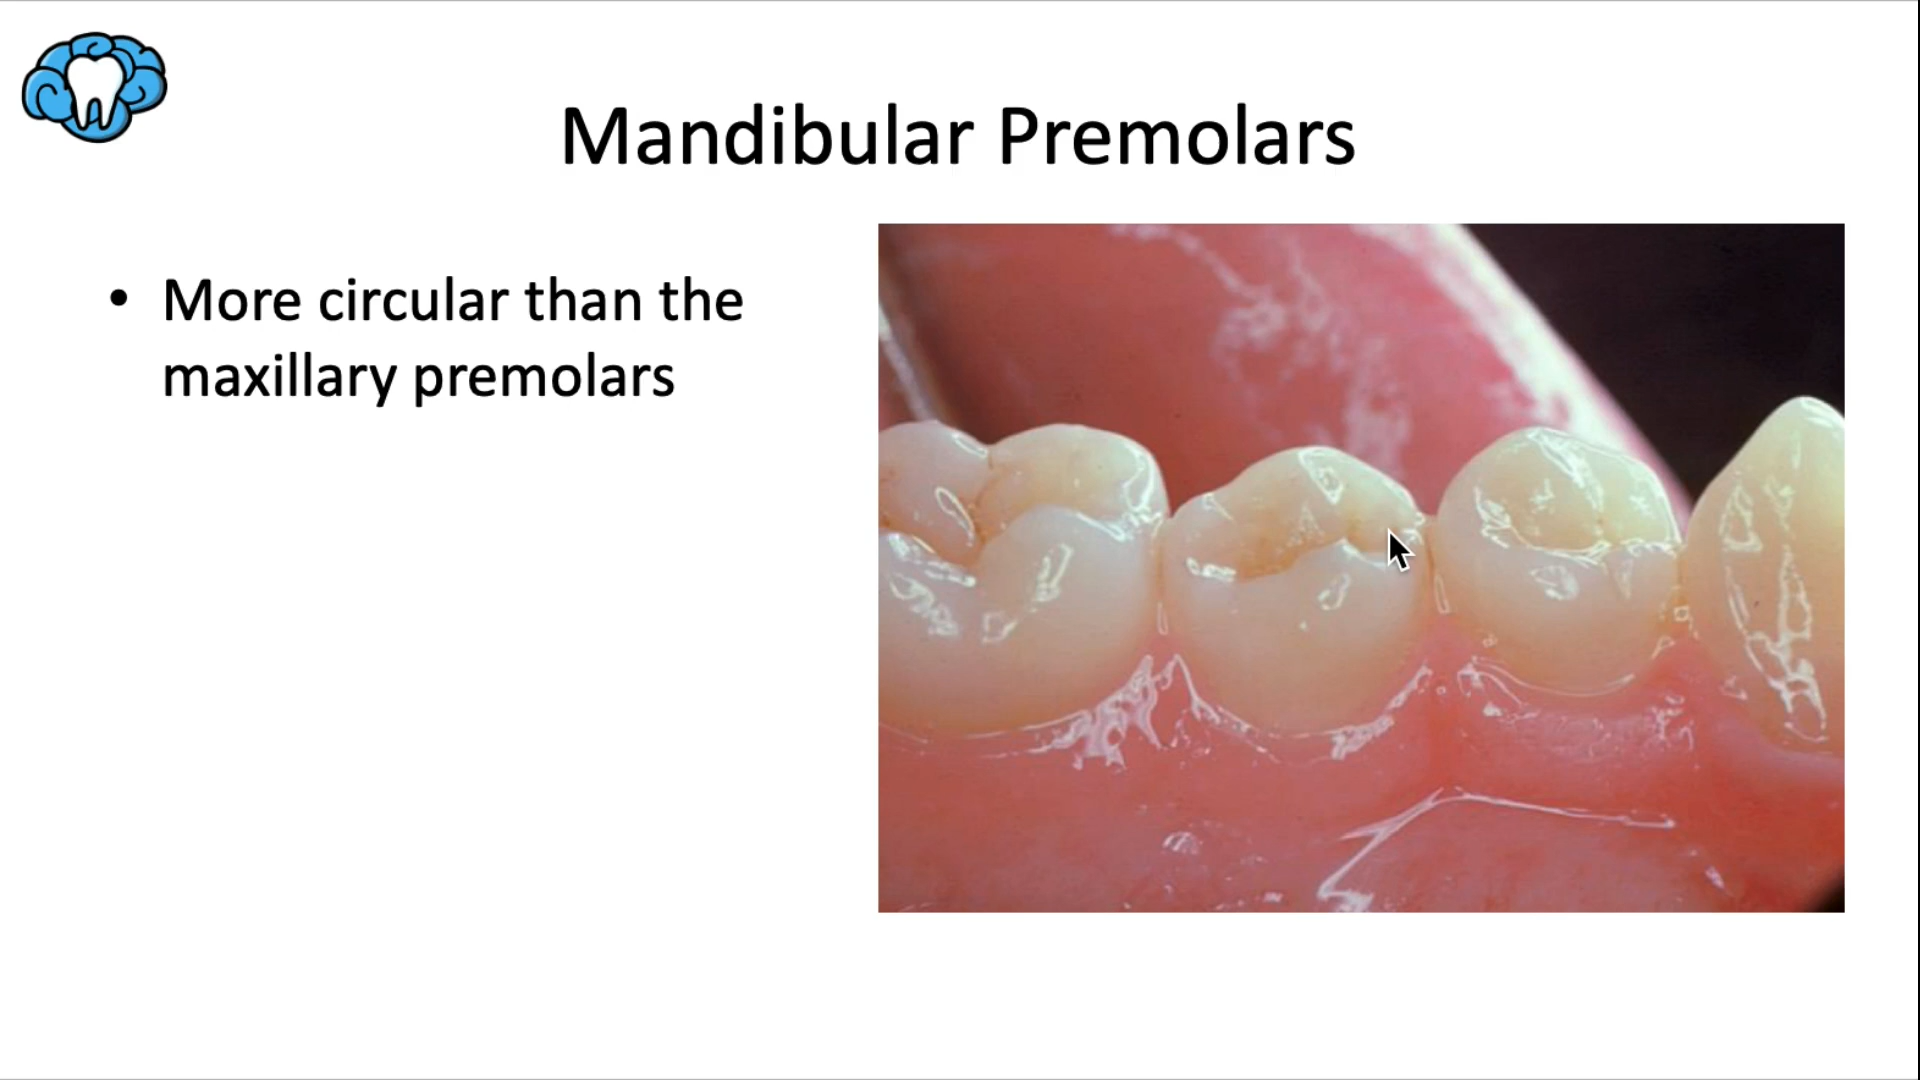 Mandibular Premolars
• More circular than the
maxillary premolars